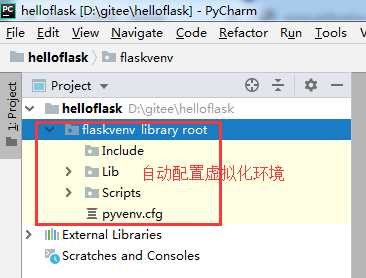 PC helloflask [D:\gitee\helloflask] - PyCharm
File Edit View Navigate Code Refactor Run Tools
helloflask flaskvenv
1: Project
Project
helloflask D:\gitee\helloflask
flaskvenv library root
Include
Lib
自动配置虚拟化环境
Scripts
pyvenv.cfg
External Libraries
Scratches and Consoles